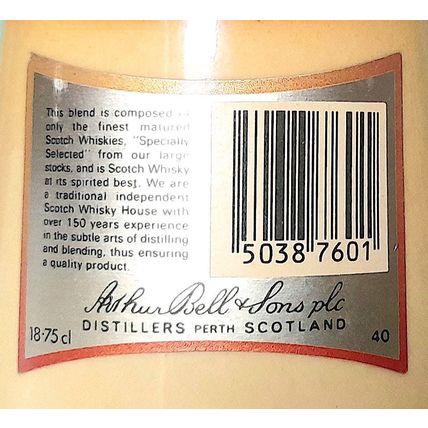 This blend is composed of
only the finest matured
Scotch Whiskies, "Specially
Selected" from our large
stocks, and is Scotch Whisky
at its spirited best. We are
a traditional independent
Scotch Whisky House with
over 150 years experience
in the subtle arts of distilling
and blending, thus ensuring
a quality product.
5038 7601
Arthur Bell & Sons plc
DISTILLERS PERTH SCOTLAND
18·75 cl
40